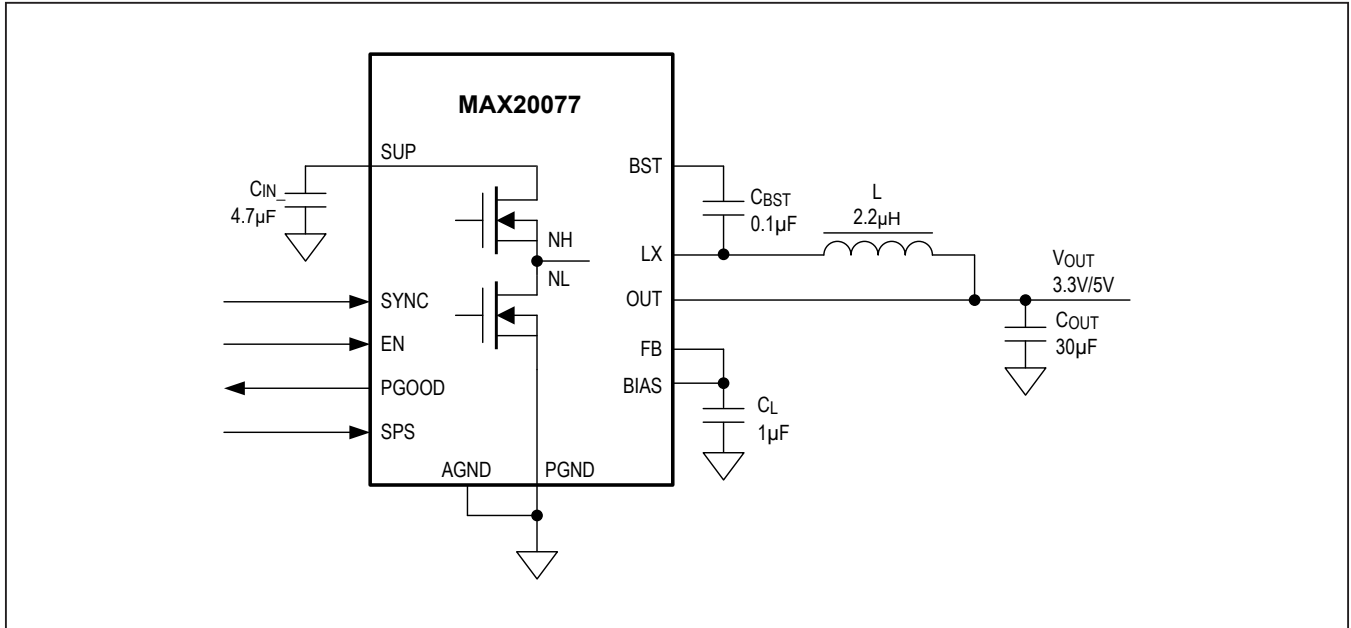 MAX20077
SUP
BST
CIN_
4.7µF
CBST
0.1µF
L
2.2µH
NH
LX
NL
VOUT
3.3V/5V
SYNC
OUT
COUT
30µF
EN
FB
PGOOD
BIAS
CL
1µF
SPS
AGND
PGND